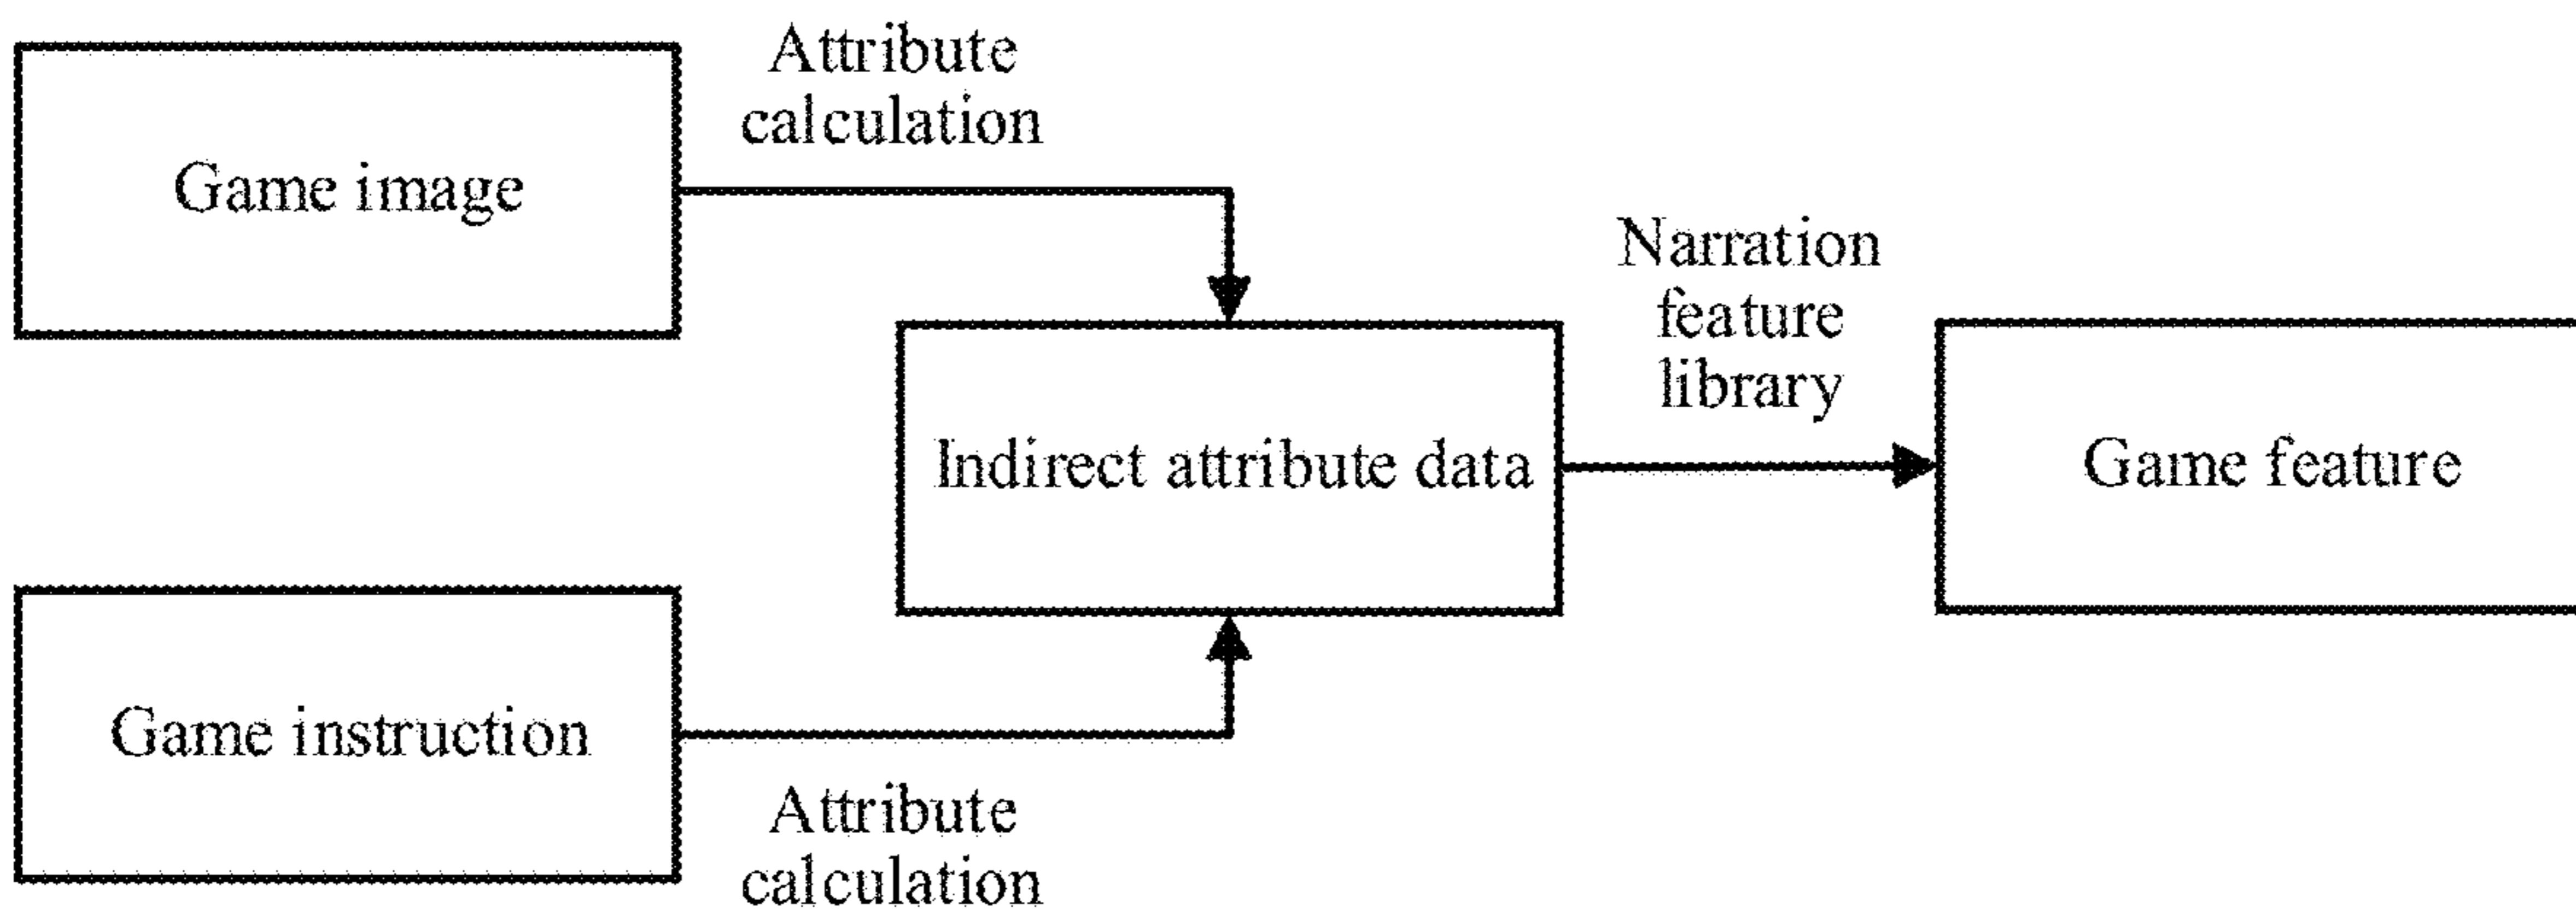 Attribute
calculation
Game image
Narration
feature
library
Indirect attribute data
Game feature
Game instruction
Attribute
calculation